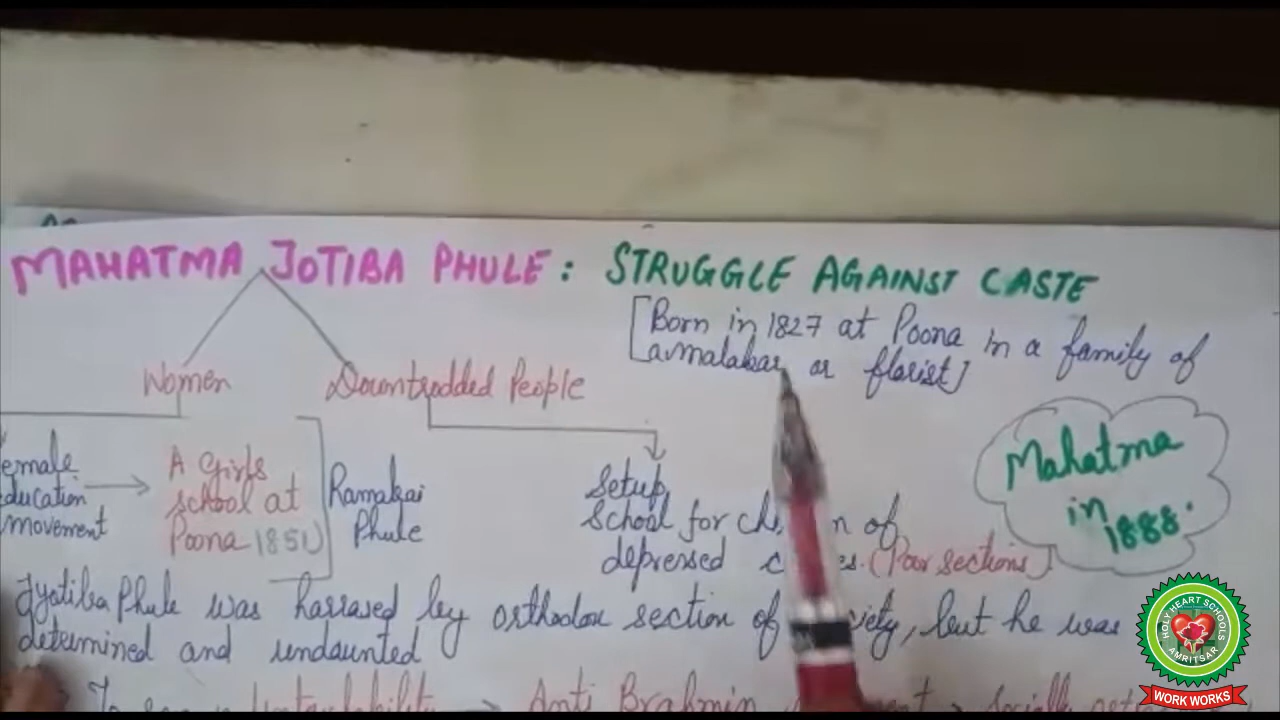 MAHATMA JOTIBA PHULE : STRUGGLE AGAINST CASTE
[Born in 1827 at Poona in a family of
a malakar or florist]
Women
Downtrodded People
emale
ducation
movement
A Girls
school at
Poona 1851)
Ramakai
Phule
Setup
School for of
depressed (Poor sections)
Mahatma
in
1888.
Jyotiba Phule was harrased by orthodox section of but he was
determined and undaunted
Anti Brahmin
HOLY HEART SCHOOLS
AMRITSAR
WORK WORKS